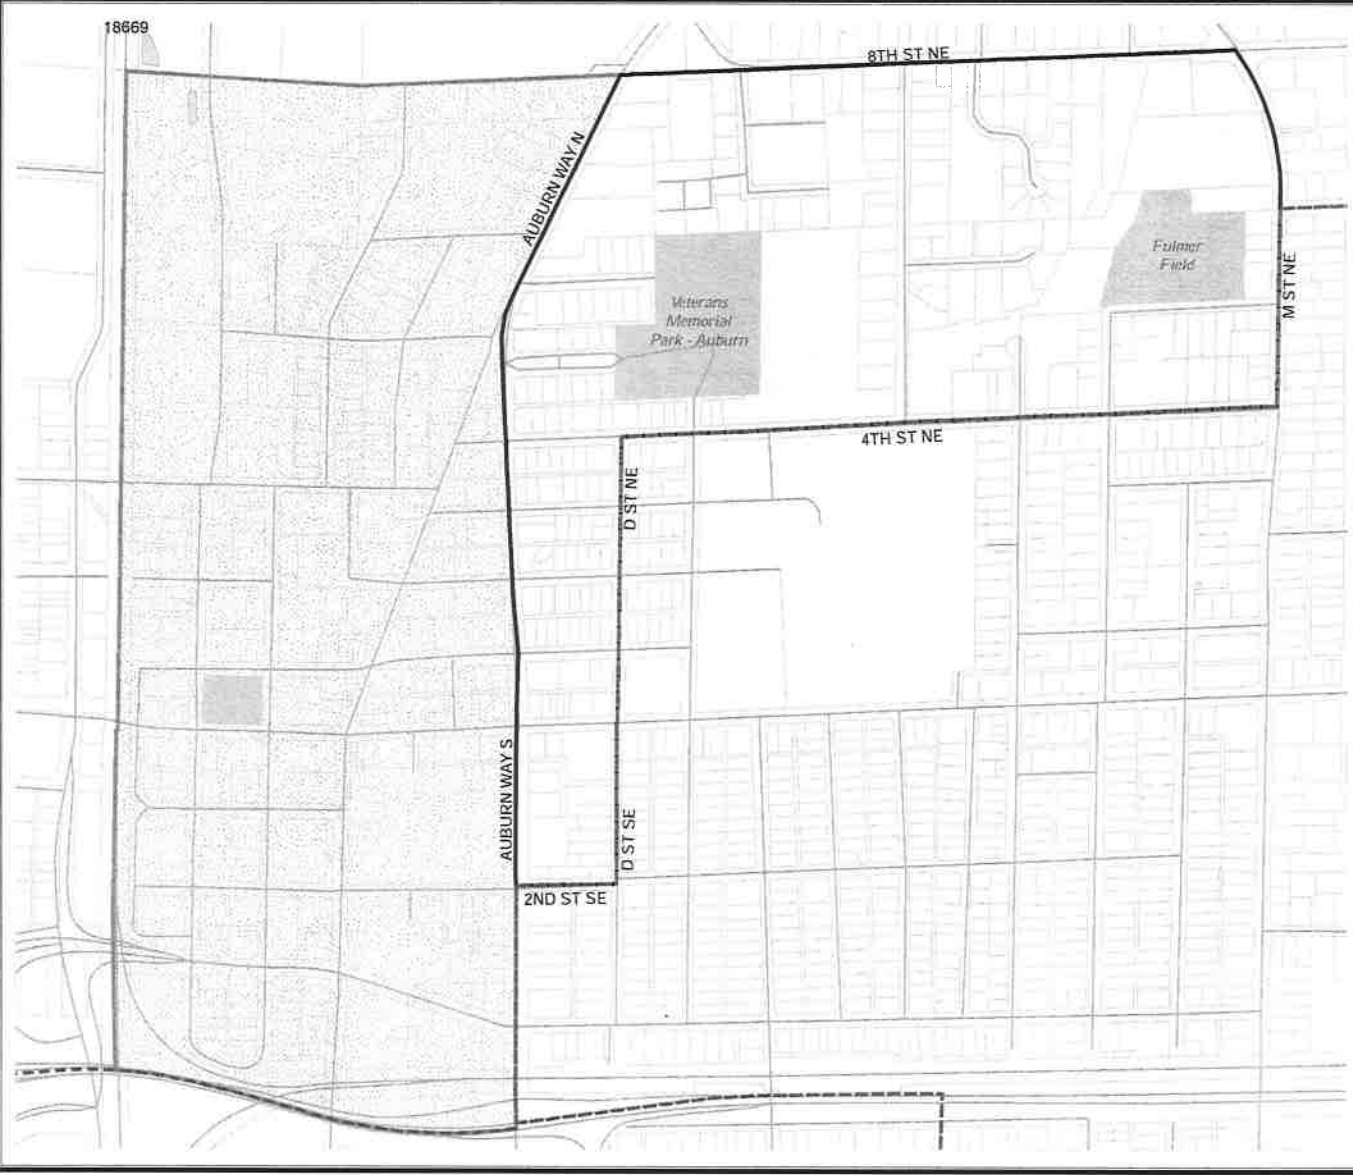 18669
8TH ST NE
AUBURN WAY N
Fulmer
Field
M ST NE
Veterans
Memorial
Park - Auburn
4TH ST NE
D ST NE
AUBURN WAY S
D ST SE
2ND ST SE